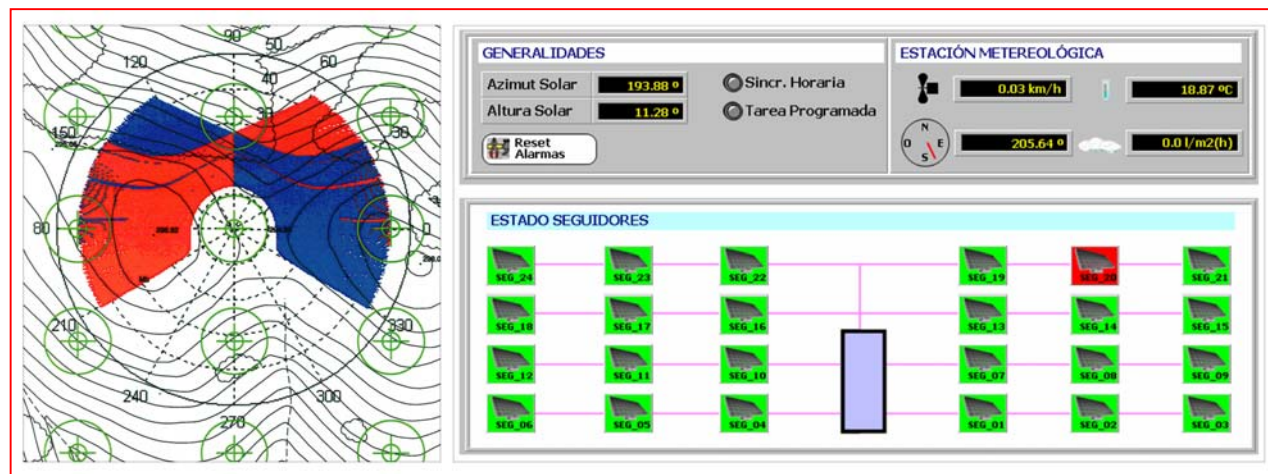 90
50
120
60
40
30
150
30
80
0
210
330
240
300
270
GENERALIDADES
Azimut Solar 193.88 º
Altura Solar 11.28 º
Sincr. Horaria
Tarea Programada
Reset
Alarmas
ESTACIÓN METEREOLÓGICA
0.03 km/h
18.87 ºC
N
O E
S
205.64 º
0.0 l/m2(h)
ESTADO SEGUIDORES
SEG_24 SEG_23 SEG_22 SEG_19 SEG_20 SEG_21
SEG_18 SEG_17 SEG_16 SEG_13 SEG_14 SEG_15
SEG_12 SEG_11 SEG_10 SEG_07 SEG_08 SEG_09
SEG_06 SEG_05 SEG_04 SEG_01 SEG_02 SEG_03